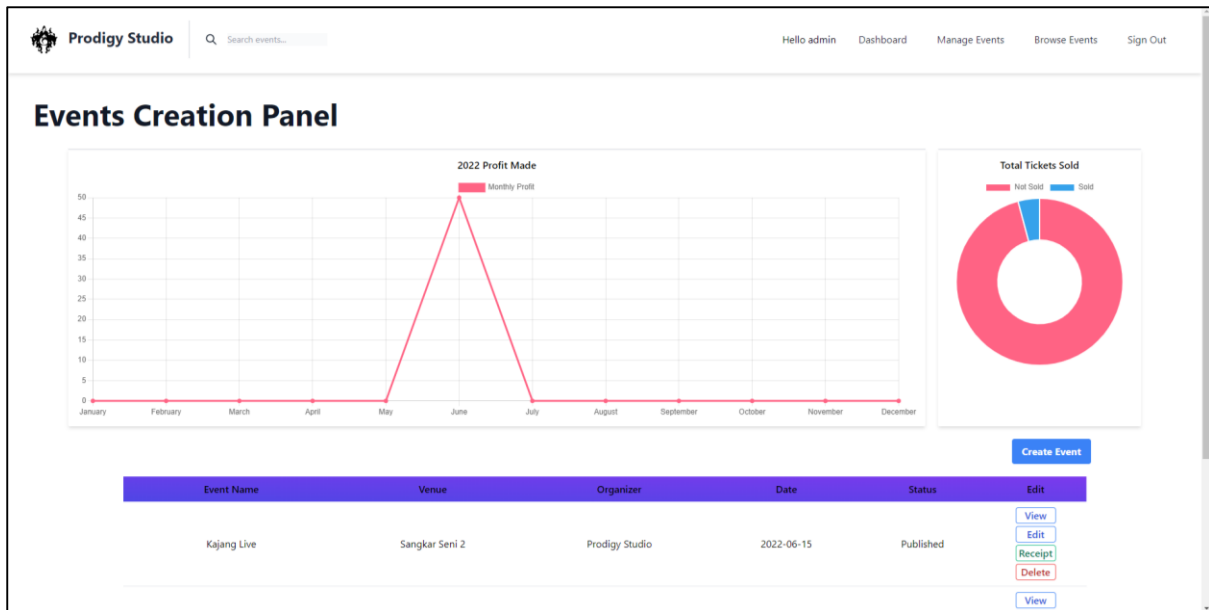 Prodigy Studio
Search events...
Hello admin Dashboard Manage Events Browse Events Sign Out
Events Creation Panel
2022 Profit Made
Monthly Profit
50
45
40
35
30
25
20
15
10
5
0
January February March April May June July August September October November December
Total Tickets Sold
Not Sold Sold
Create Event
Event Name Venue Organizer Date Status Edit
Kajang Live Sangkar Seni 2 Prodigy Studio 2022-06-15 Published
View
Edit
Receipt
Delete
View